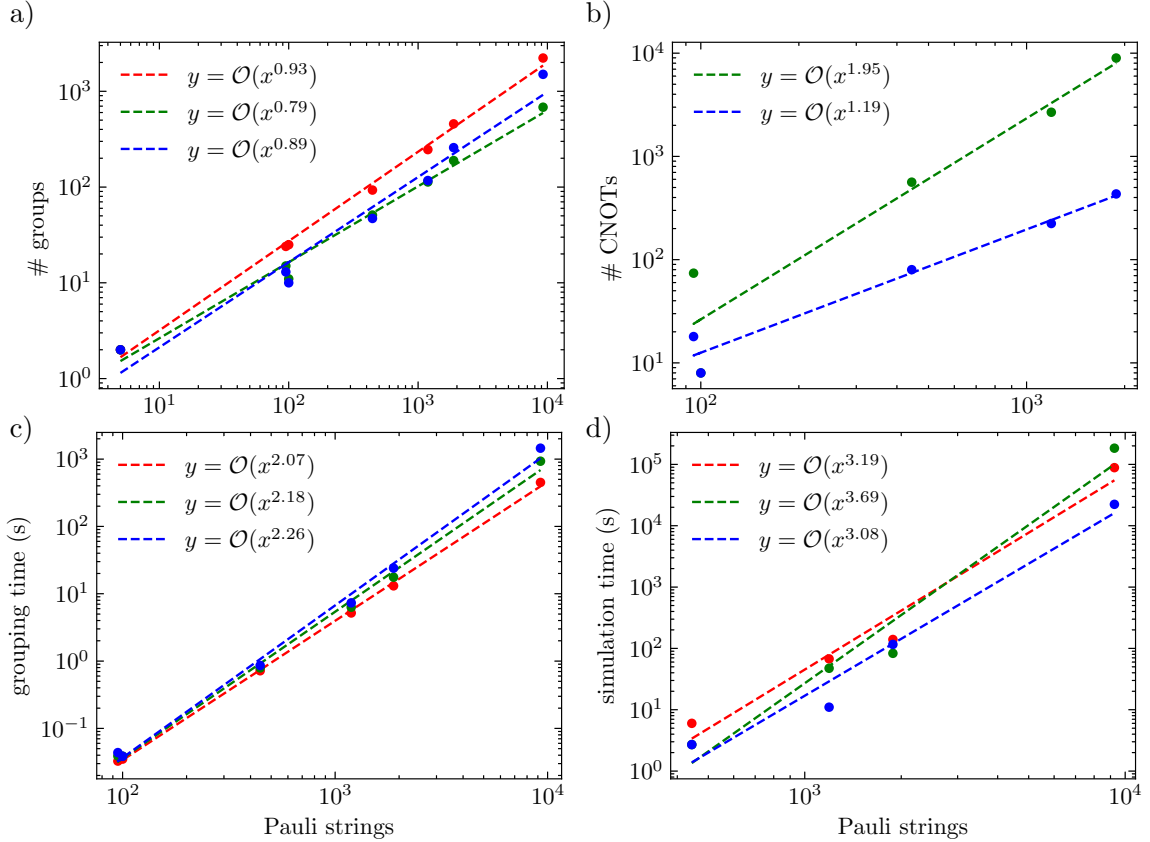 a)
y = 𝒪(x^0.93)
y = 𝒪(x^0.79)
y = 𝒪(x^0.89)
# groups
10^3
10^2
10^1
10^0
10^1 10^2 10^3 10^4
b)
y = 𝒪(x^1.95)
y = 𝒪(x^1.19)
# CNOTs
10^4
10^3
10^2
10^1
10^2 10^3
c)
y = 𝒪(x^2.07)
y = 𝒪(x^2.18)
y = 𝒪(x^2.26)
grouping time (s)
10^3
10^2
10^1
10^0
10^−1
10^2 10^3 10^4
Pauli strings
d)
y = 𝒪(x^3.19)
y = 𝒪(x^3.69)
y = 𝒪(x^3.08)
simulation time (s)
10^5
10^4
10^3
10^2
10^1
10^0
10^3 10^4
Pauli strings